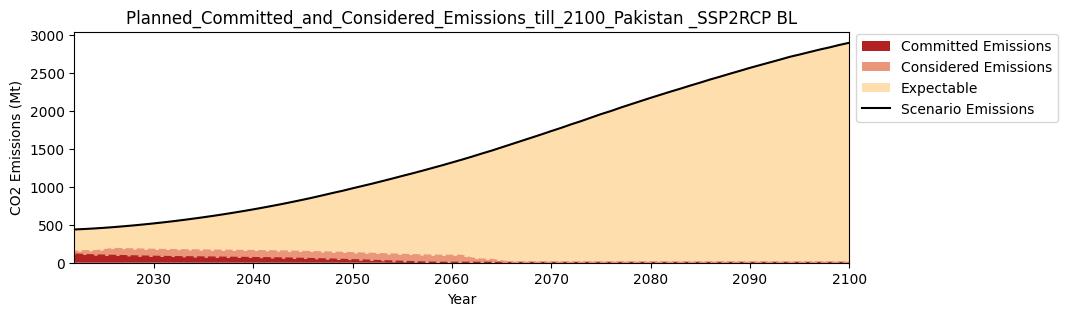 Planned_Committed_and_Considered_Emissions_till_2100_Pakistan _SSP2RCP BL
3000
2500
2000
1500
1000
500
0
CO2 Emissions (Mt)
2030 2040 2050 2060 2070 2080 2090 2100
Year
Committed Emissions
Considered Emissions
Expectable
Scenario Emissions